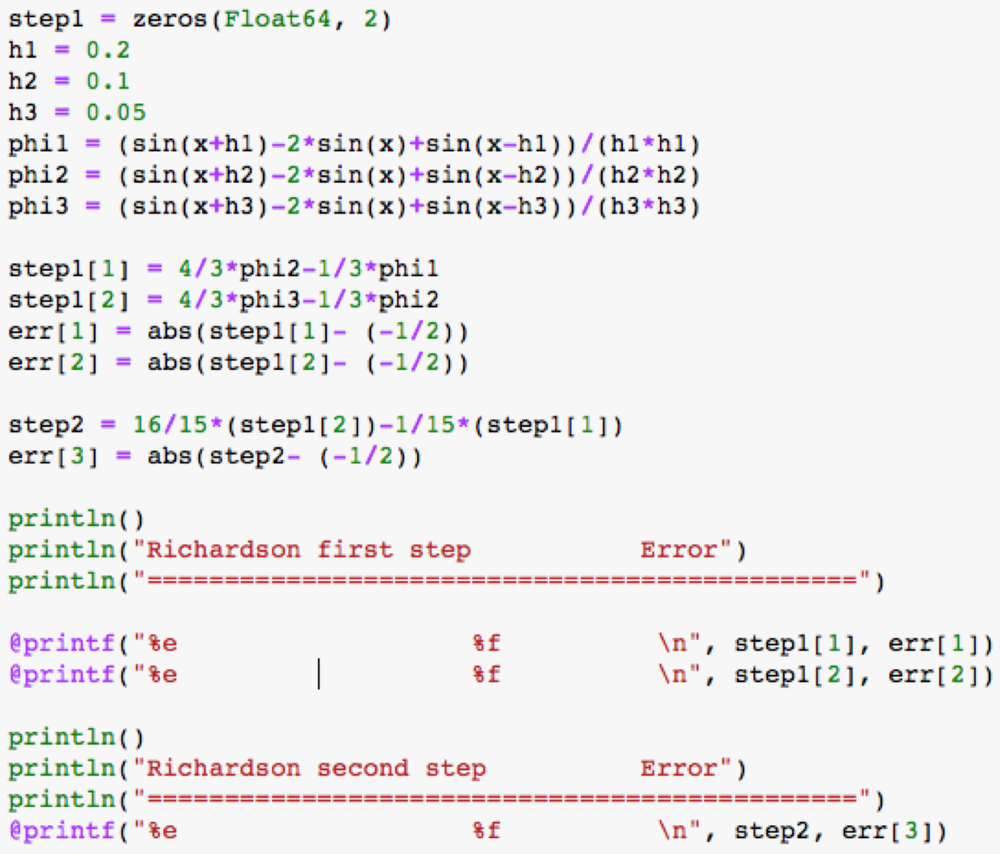 step1 = zeros(Float64, 2)
h1 = 0.2
h2 = 0.1
h3 = 0.05
phi1 = (sin(x+h1)-2*sin(x)+sin(x-h1))/(h1*h1)
phi2 = (sin(x+h2)-2*sin(x)+sin(x-h2))/(h2*h2)
phi3 = (sin(x+h3)-2*sin(x)+sin(x-h3))/(h3*h3)

step1[1] = 4/3*phi2-1/3*phi1
step1[2] = 4/3*phi3-1/3*phi2
err[1] = abs(step1[1]- (-1/2))
err[2] = abs(step1[2]- (-1/2))

step2 = 16/15*(step1[2])-1/15*(step1[1])
err[3] = abs(step2- (-1/2))

println()
println("Richardson first step           Error")
println("==============================================")

@printf("%e                   %f          \n", step1[1], err[1])
@printf("%e                   %f          \n", step1[2], err[2])

println()
println("Richardson second step          Error")
println("==============================================")
@printf("%e                   %f          \n", step2, err[3])